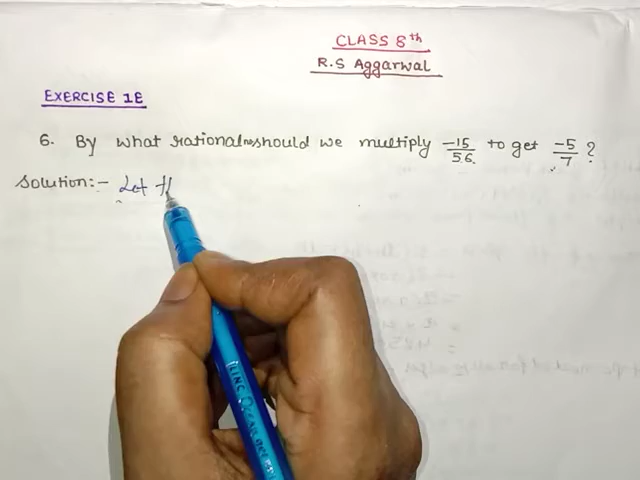 CLASS 8th
R.S Aggarwal
EXERCISE 1E
6. By what rational no should we multiply -15/56 to get -5/7 ?
Solution:- Let